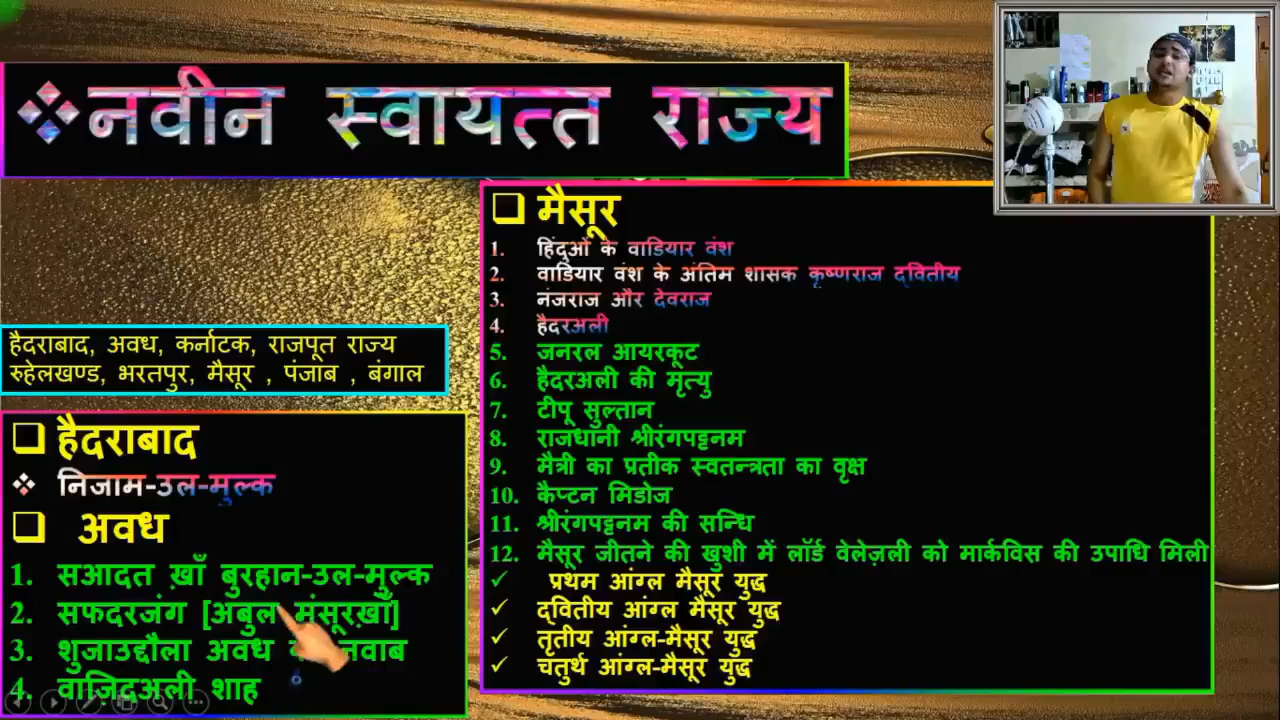 ❖नवीन स्वायत्त राज्य
हैदराबाद, अवध, कर्नाटक, राजपूत राज्य
रुहेलखण्ड, भरतपुर, मैसूर , पंजाब , बंगाल
❑ हैदराबाद
❖ निजाम-उल-मुल्क
❑ अवध
1. सआदत ख़ाँ बुरहान-उल-मुल्क
2. सफदरजंग [अबुल मंसूरख़ाँ]
3. शुजाउद्दौला अवध नवाब
4. वाज़िदअली शाह
❑ मैसूर
1. हिंदुओं के वाडियार वंश
2. वाडियार वंश के अंतिम शासक कृष्णराज द्वितीय
3. नंजराज और देवराज
4. हैदरअली
5. जनरल आयरकूट
6. हैदरअली की मृत्यु
7. टीपू सुल्तान
8. राजधानी श्रीरंगपट्टनम
9. मैत्री का प्रतीक स्वतन्त्रता का वृक्ष
10. कैप्टन मिडोज
11. श्रीरंगपट्टनम की सन्धि
12. मैसूर जीतने की खुशी में लॉर्ड वेलेज़ली को मार्कविस की उपाधि मिली
✓ प्रथम आंग्ल मैसूर युद्ध
✓ द्वितीय आंग्ल मैसूर युद्ध
✓ तृतीय आंग्ल-मैसूर युद्ध
✓ चतुर्थ आंग्ल-मैसूर युद्ध